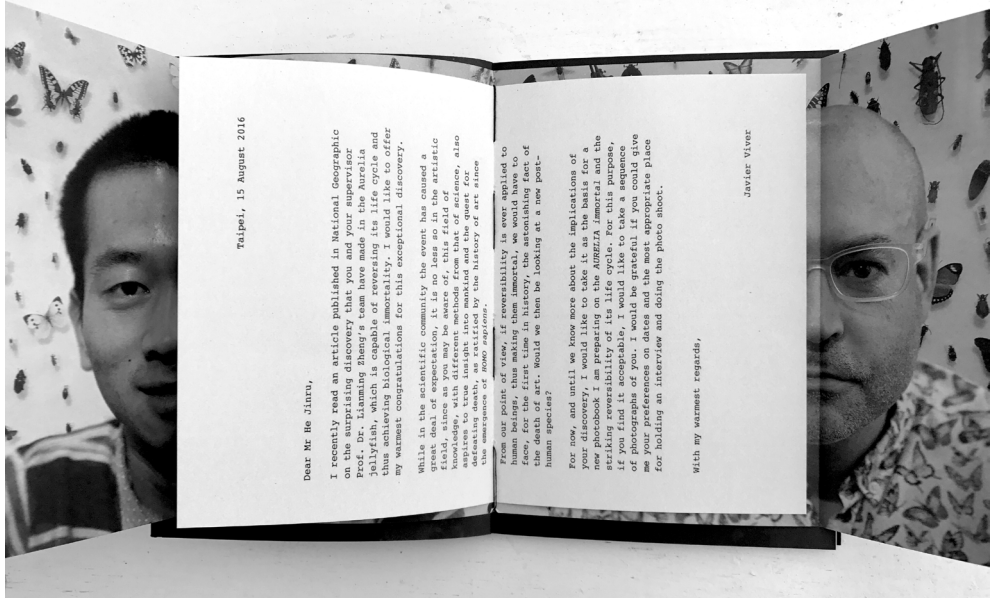 Taipei, 15 August 2016
Dear Mr He Jinru,
I recently read an article published in National Geographic
on the surprising discovery that you and your supervisor
Prof. Dr. Lianming Zheng's team have made in the Aurelia
jellyfish, which is capable of reversing its life cycle and
thus achieving biological immortality. I would like to offer
my warmest congratulations for this exceptional discovery.
While in the scientific community the event has caused a
great deal of expectation, it is no less so in the artistic
field, since as you may be aware of, this field of
knowledge, with different methods from that of science, also
aspires to true insight into mankind and the quest for
defeating death, as ratified by the history of art since
the emergence of HOMO sapiens.
From our point of view, if reversibility is ever applied to
human beings, thus making them immortal, we would have to
face, for the first time in history, the astonishing fact of
the death of art. Would we then be looking at a new post-
human species?
For now, and until we know more about the implications of
your discovery, I would like to take it as the basis for a
new photobook I am preparing on the AURELIA immortal and the
striking reversibility of its life cycle. For this purpose,
if you find it acceptable, I would like to take a sequence
of photographs of you. I would be grateful if you could give
me your preferences on dates and the most appropriate place
for holding an interview and doing the photo shoot.
With my warmest regards,
Javier Viver